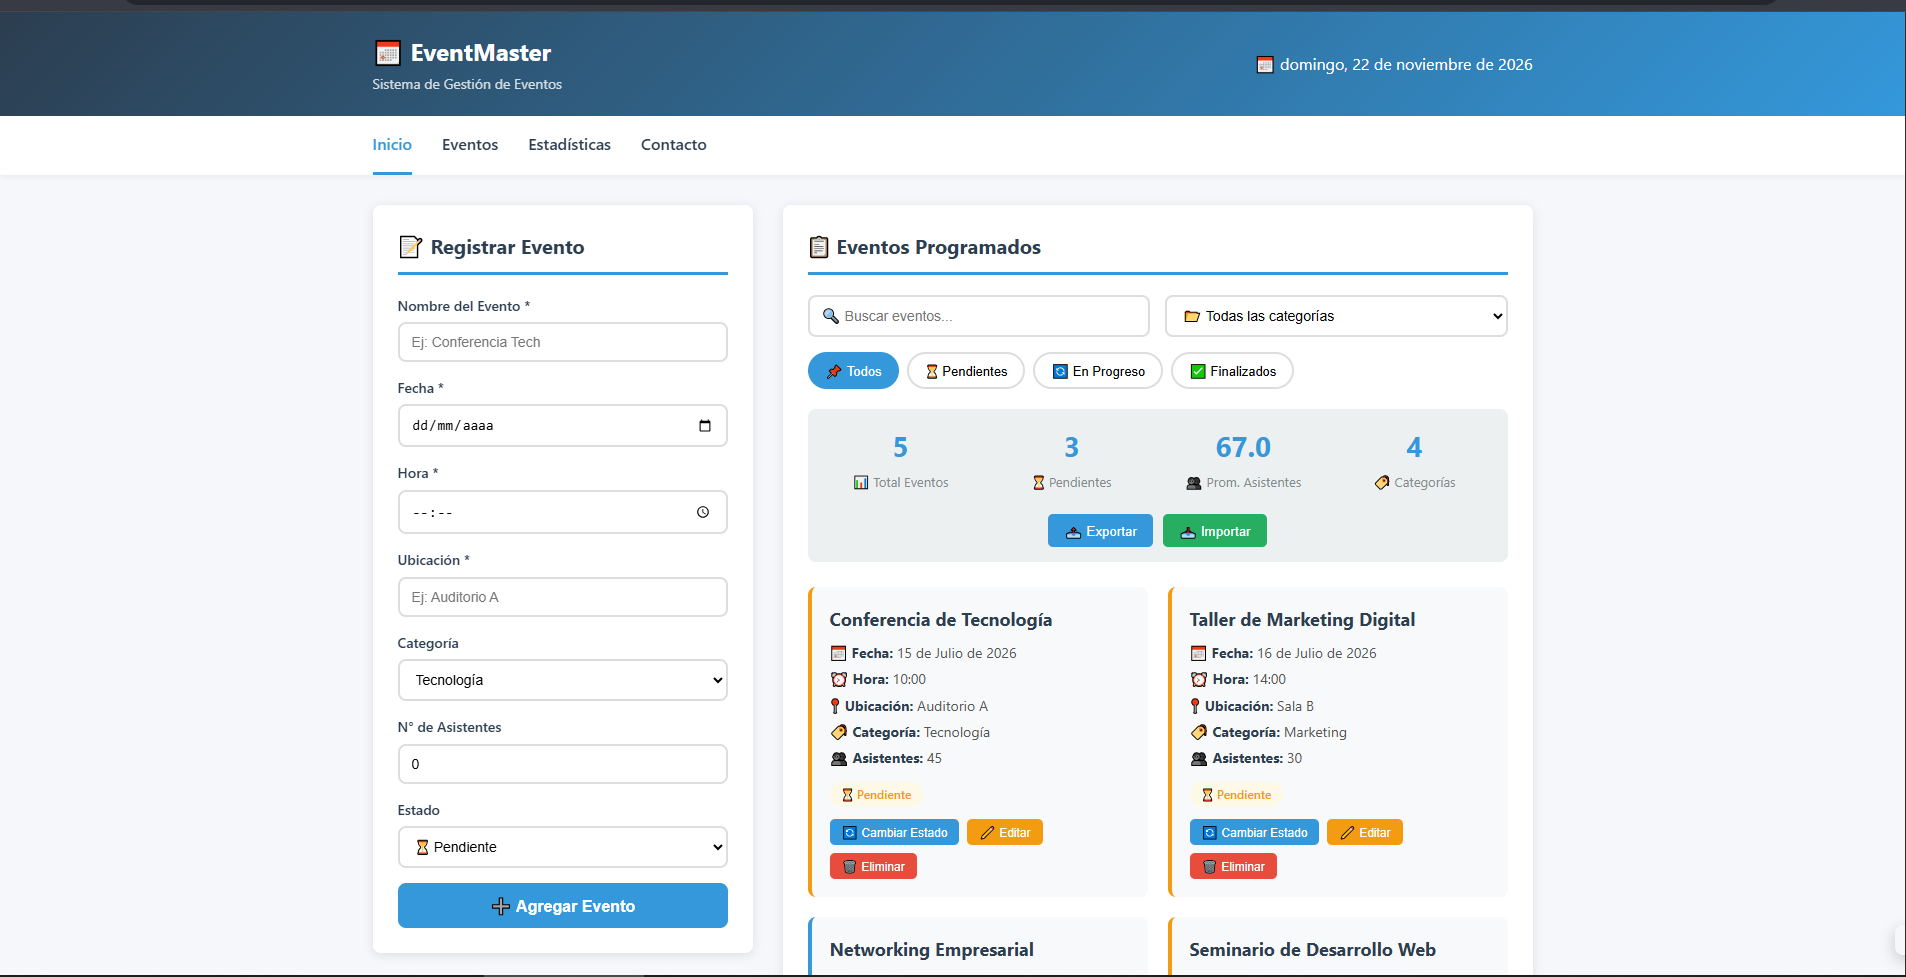 EventMaster
Sistema de Gestión de Eventos
domingo, 22 de noviembre de 2026
Inicio
Eventos
Estadísticas
Contacto
Registrar Evento
Nombre del Evento *
Ej: Conferencia Tech
Fecha *
dd/mm/aaaa
Hora *
--:--
Ubicación *
Ej: Auditorio A
Categoría
Tecnología
N° de Asistentes
0
Estado
Pendiente
Agregar Evento
Eventos Programados
Buscar eventos...
Todas las categorías
Todos
Pendientes
En Progreso
Finalizados
5
Total Eventos
3
Pendientes
67.0
Prom. Asistentes
4
Categorías
Exportar
Importar
Conferencia de Tecnología
Fecha: 15 de Julio de 2026
Hora: 10:00
Ubicación: Auditorio A
Categoría: Tecnología
Asistentes: 45
Pendiente
Cambiar Estado
Editar
Eliminar
Taller de Marketing Digital
Fecha: 16 de Julio de 2026
Hora: 14:00
Ubicación: Sala B
Categoría: Marketing
Asistentes: 30
Pendiente
Cambiar Estado
Editar
Eliminar
Networking Empresarial
Seminario de Desarrollo Web